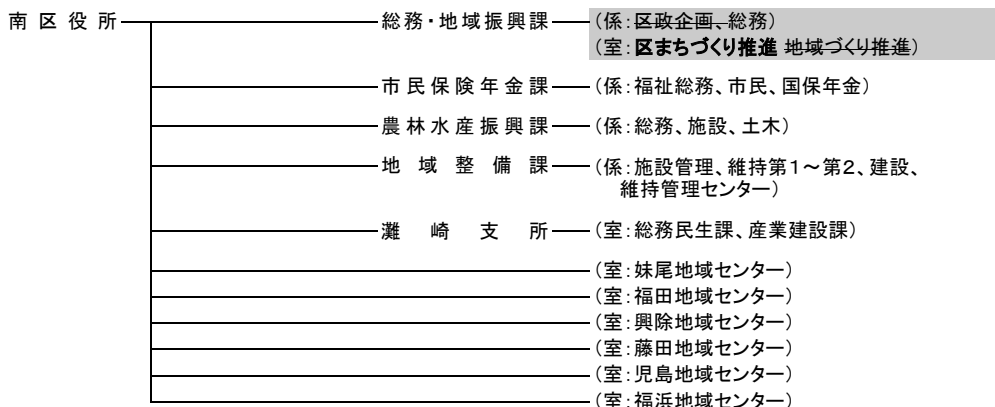 南区役所 総務・地域振興課 (係:区政企画、総務)
(室:区まちづくり推進 地域づくり推進)
市民保険年金課 (係:福祉総務、市民、国保年金)
農林水産振興課 (係:総務、施設、土木)
地域整備課 (係:施設管理、維持第1～第2、建設、
維持管理センター)
灘崎支所 (室:総務民生課、産業建設課)
(室:妹尾地域センター)
(室:福田地域センター)
(室:興除地域センター)
(室:藤田地域センター)
(室:児島地域センター)
(室:福浜地域センター)